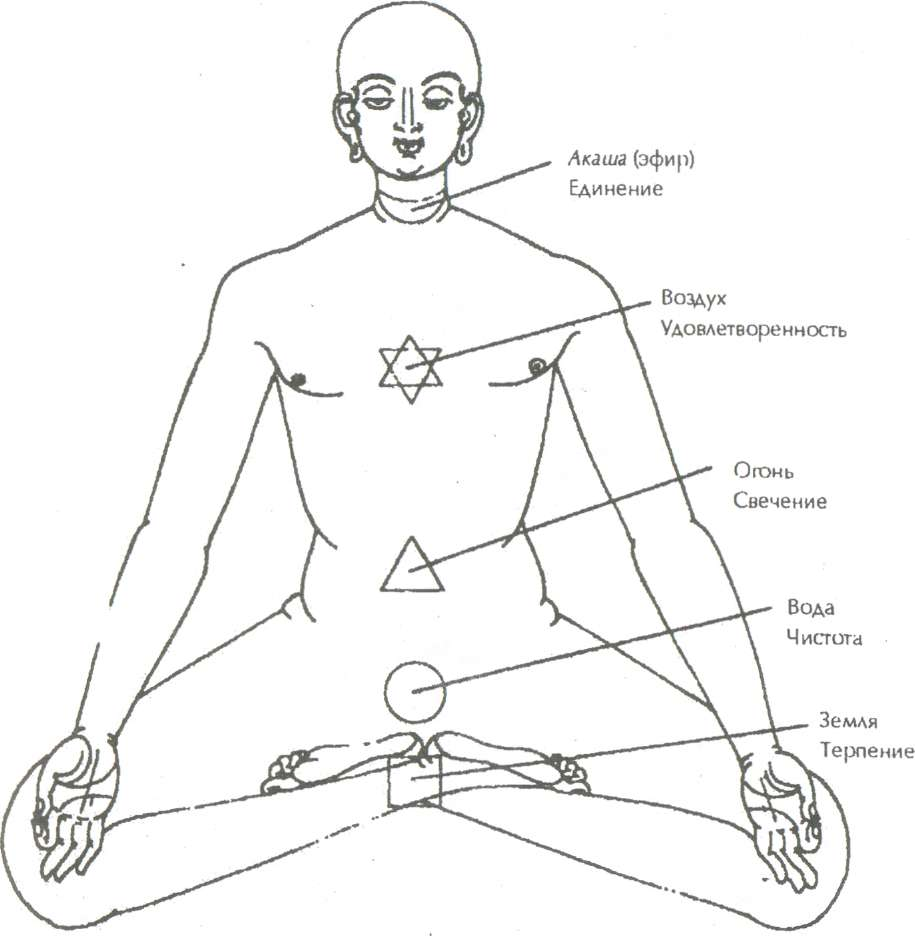 Акаша (эфир)
Единение
Воздух
Удовлетворенность
Огонь
Свечение
Вода
Чистота
Земля
Терпение